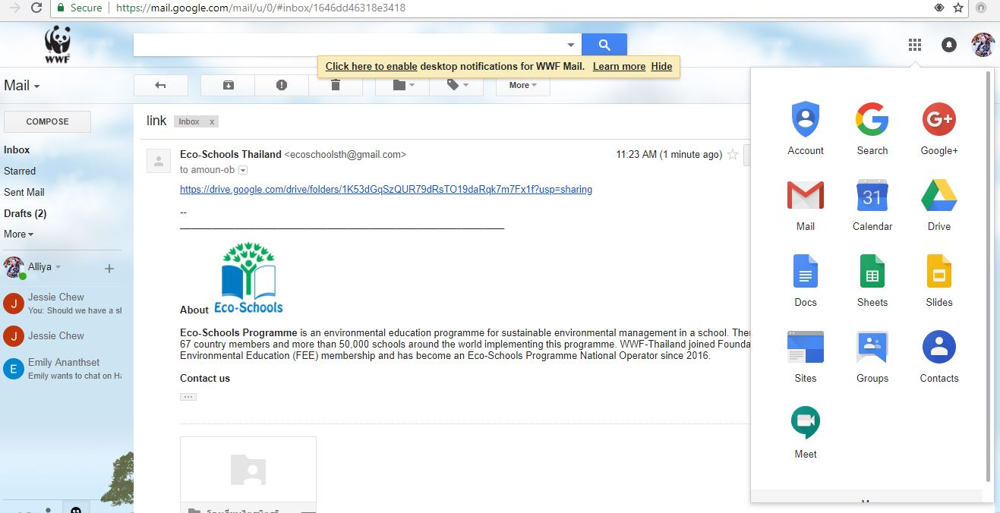 Secure https://mail.google.com/mail/u/0/#inbox/1646dd46318e3418
WWF
Click here to enable desktop notifications for WWF Mail. Learn more Hide
Mail
More
COMPOSE
Inbox
Starred
Sent Mail
Drafts (2)
More
Alliya
J Jessie Chew
You: Should we have a sl
J Jessie Chew
E Emily Ananthset
Emily wants to chat on Ha
link Inbox x
Eco-Schools Thailand <ecoschoolsth@gmail.com> 11:23 AM (1 minute ago)
to amoun-ob
https://drive.google.com/drive/folders/1K53dGqSzQUR79dRsTO19daRqk7m7Fx1f?usp=sharing
--
About Eco-Schools
Eco-Schools Programme is an environmental education programme for sustainable environmental management in a school. Ther
67 country members and more than 50,000 schools around the world implementing this programme. WWF-Thailand joined Founda
Environmental Education (FEE) membership and has become an Eco-Schools Programme National Operator since 2016.
Contact us
Account Search Google+
Mail Calendar Drive
Docs Sheets Slides
Sites Groups Contacts
Meet
G+
31